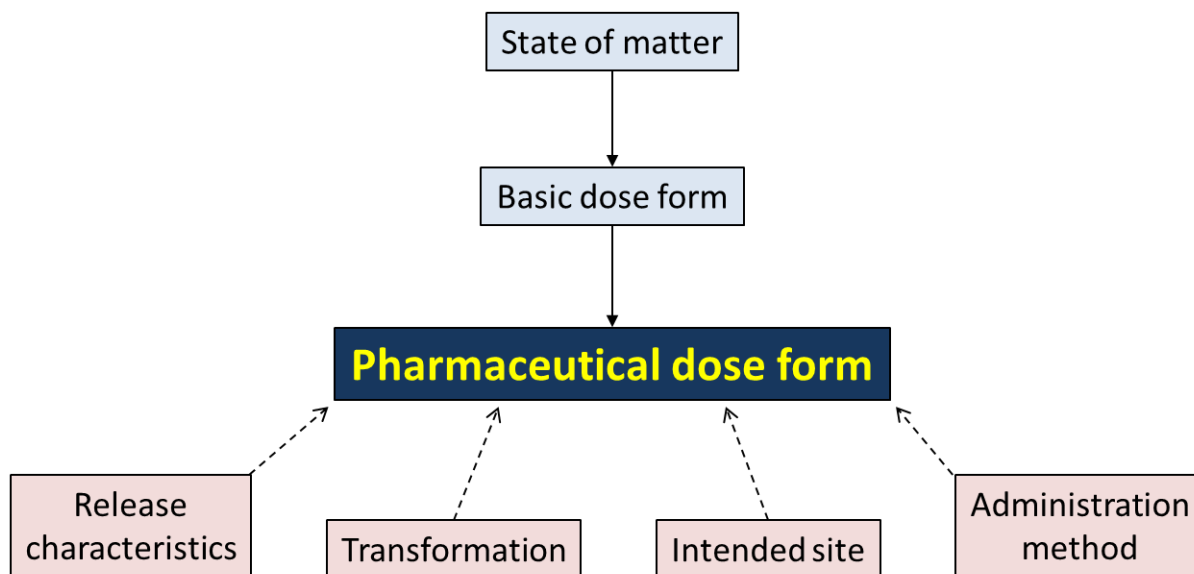 State of matter
Basic dose form
Pharmaceutical dose form
Release
characteristics
Transformation
Intended site
Administration
method